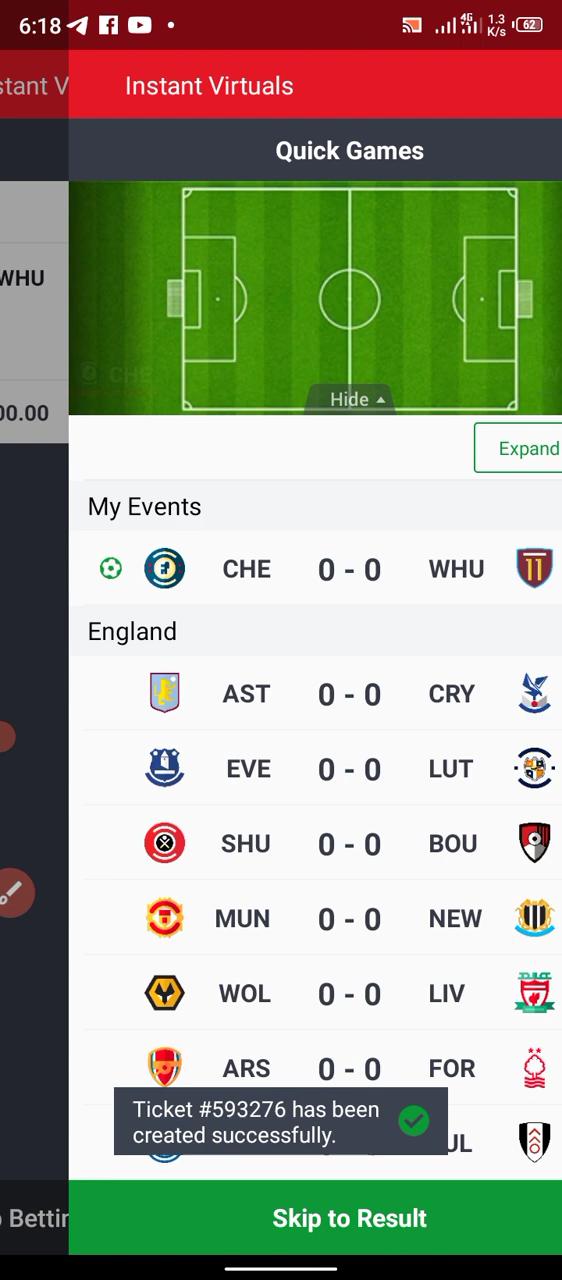 6:18
4G
1.3
K/s
62
Instant Virtuals
Quick Games
WHU
CHE
00.00
Hide
Expand
My Events
CHE 0 - 0 WHU
England
AST 0 - 0 CRY
EVE 0 - 0 LUT
SHU 0 - 0 BOU
MUN 0 - 0 NEW
WOL 0 - 0 LIV
ARS 0 - 0 FOR
Ticket #593276 has been
created successfully.
UL
Bettin
Skip to Result